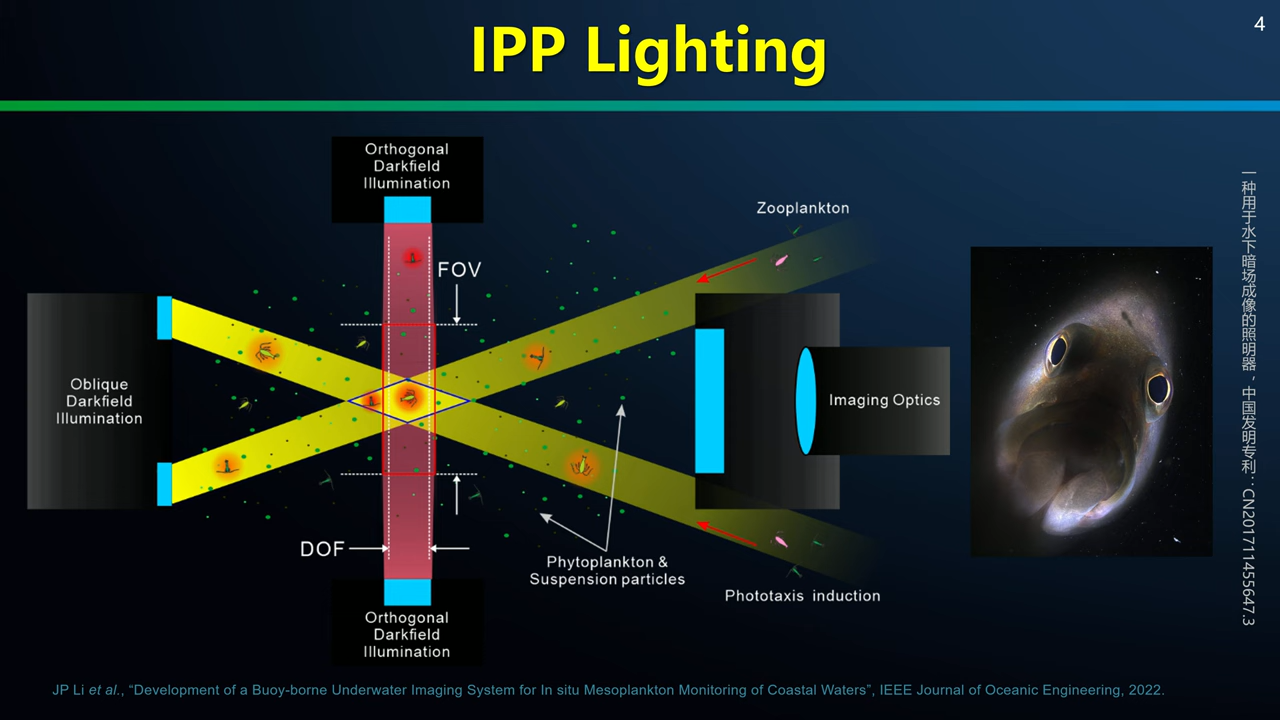 4
IPP Lighting
Orthogonal
Darkfield
Illumination
Zooplankton
FOV
Oblique
Darkfield
Illumination
Imaging Optics
DOF
Phytoplankton &
Suspension particles
Phototaxis induction
Orthogonal
Darkfield
Illumination
一种用于水下暗场成像的照明器，中国发明专利：CN201711455647.3
JP Li et al., “Development of a Buoy-borne Underwater Imaging System for In situ Mesoplankton Monitoring of Coastal Waters”, IEEE Journal of Oceanic Engineering, 2022.